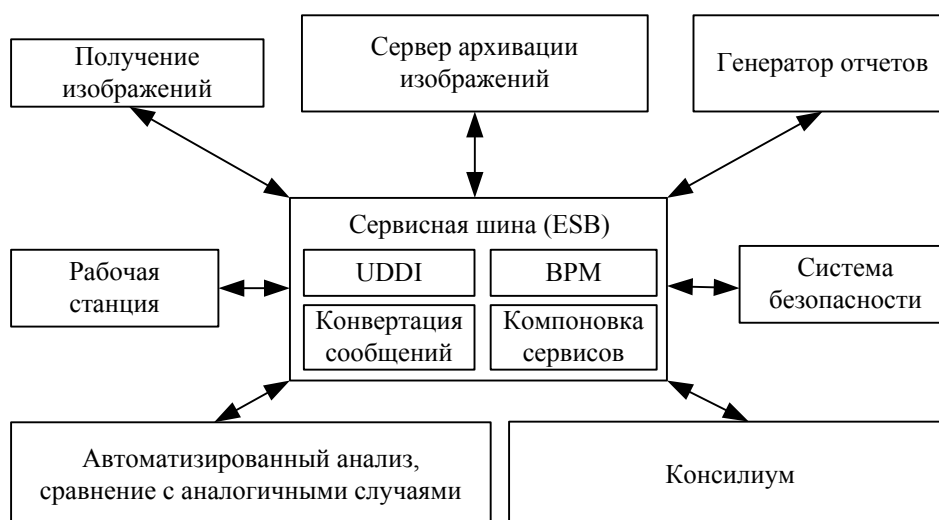 Получение
изображений
Сервер архивации
изображений
Генератор отчетов
Сервисная шина (ESB)
UDDI
BPM
Конвертация
сообщений
Компоновка
сервисов
Рабочая
станция
Система
безопасности
Автоматизированный анализ,
сравнение с аналогичными случаями
Консилиум